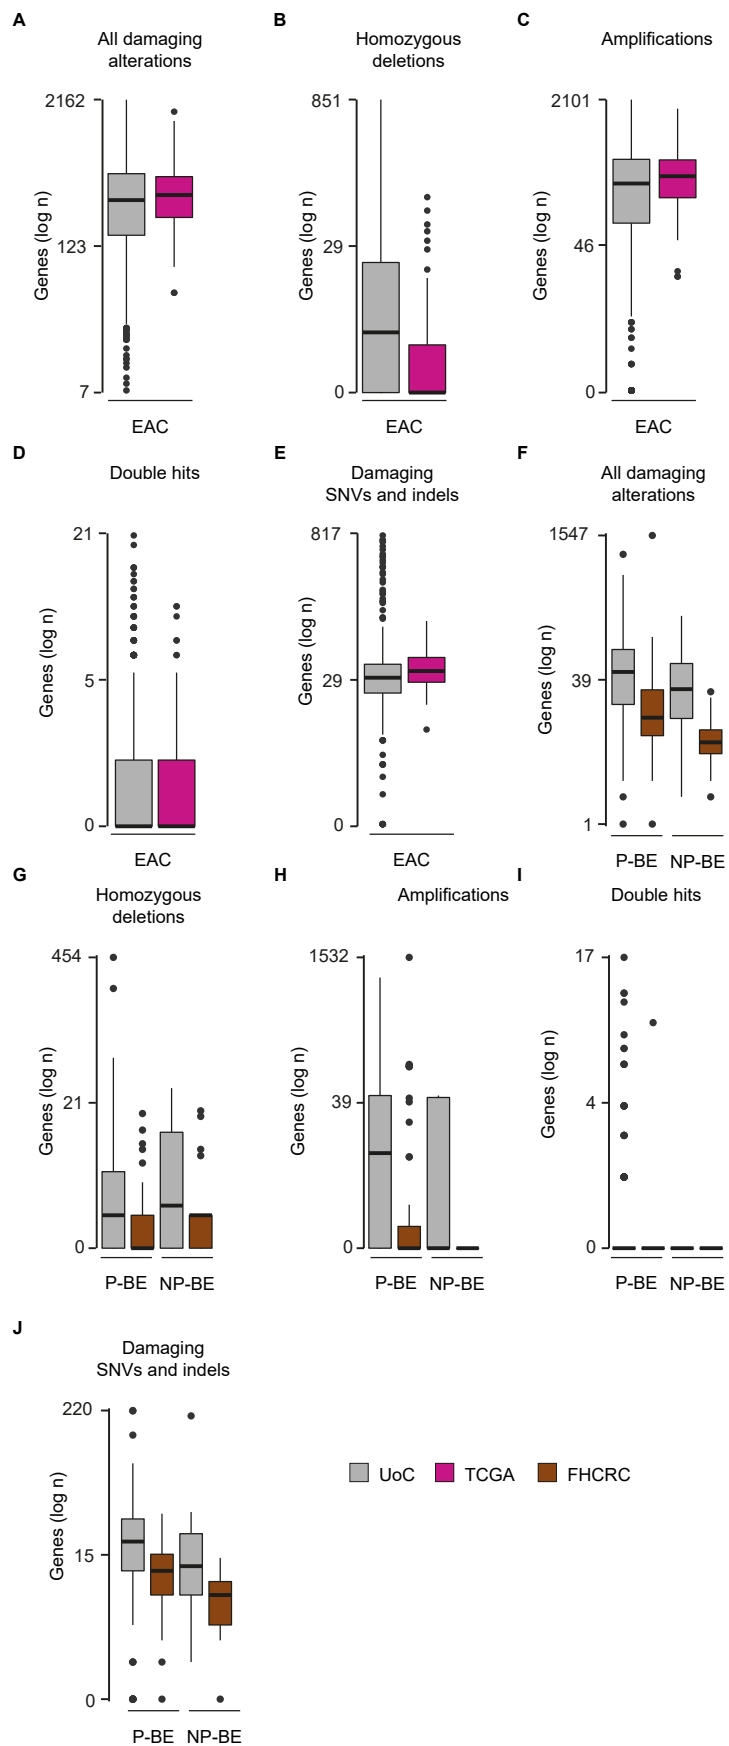 A
All damaging
alterations
2162
123
7
Genes (log n)
EAC
B
Homozygous
deletions
851
29
0
Genes (log n)
EAC
C
Amplifications
2101
46
0
Genes (log n)
EAC
D
Double hits
21
5
0
Genes (log n)
EAC
E
Damaging
SNVs and indels
817
29
0
Genes (log n)
EAC
F
All damaging
alterations
1547
39
1
Genes (log n)
P-BE NP-BE
G
Homozygous
deletions
454
21
0
Genes (log n)
P-BE NP-BE
H
Amplifications
1532
39
0
Genes (log n)
P-BE NP-BE
I
Double hits
17
4
0
Genes (log n)
P-BE NP-BE
J
Damaging
SNVs and indels
220
15
0
Genes (log n)
P-BE NP-BE
UoC TCGA FHCRC